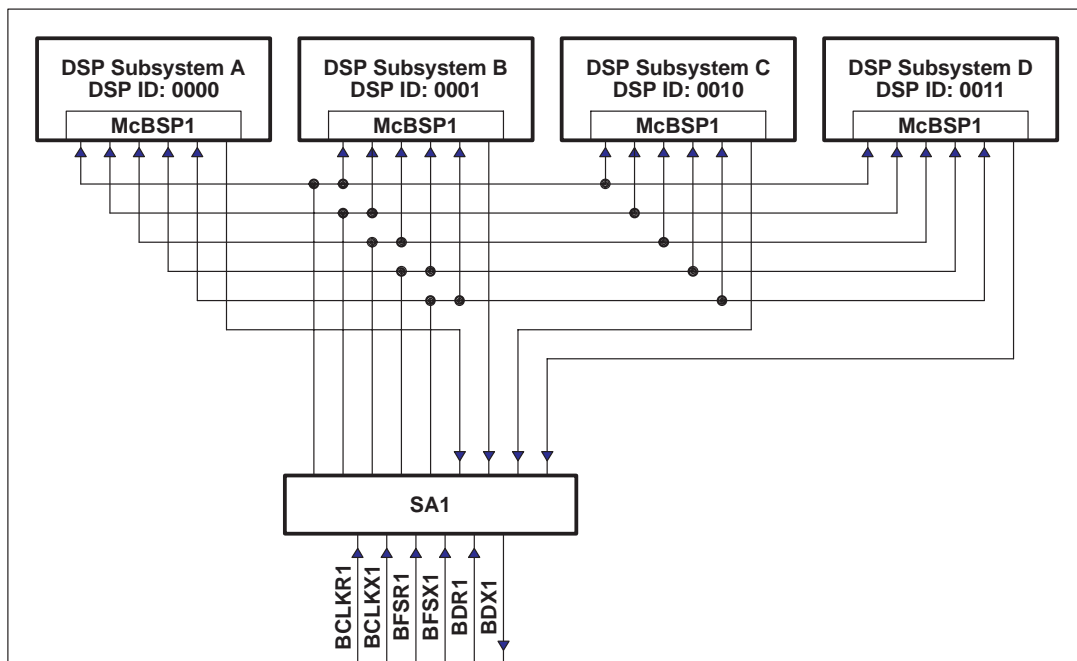 DSP Subsystem A
DSP ID: 0000
McBSP1
DSP Subsystem B
DSP ID: 0001
McBSP1
DSP Subsystem C
DSP ID: 0010
McBSP1
DSP Subsystem D
DSP ID: 0011
McBSP1
SA1
BCLKR1
BCLKX1
BFSR1
BFSX1
BDR1
BDX1